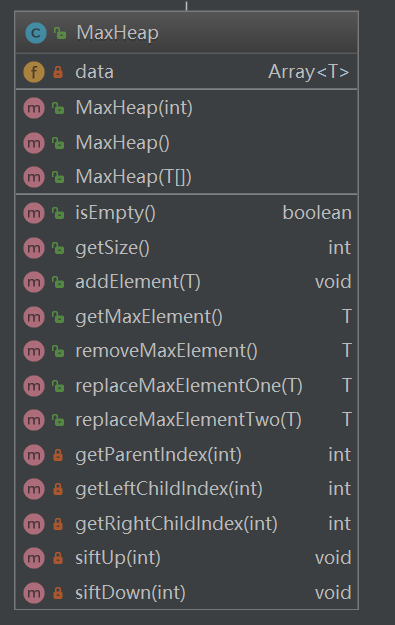 C MaxHeap
f data Array<T>
m MaxHeap(int)
m MaxHeap()
m MaxHeap(T[])
m isEmpty() boolean
m getSize() int
m addElement(T) void
m getMaxElement() T
m removeMaxElement() T
m replaceMaxElementOne(T) T
m replaceMaxElementTwo(T) T
m getParentIndex(int) int
m getLeftChildIndex(int) int
m getRightChildIndex(int) int
m siftUp(int) void
m siftDown(int) void